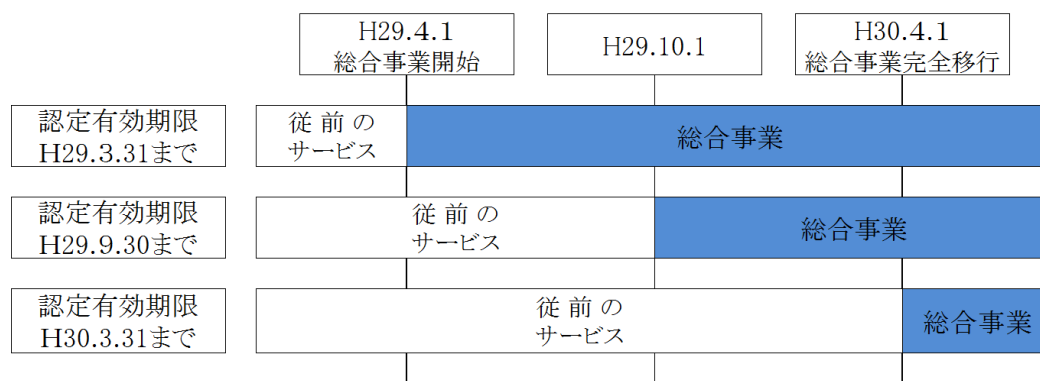 H29.4.1
総合事業開始
H29.10.1
H30.4.1
総合事業完全移行
認定有効期限
H29.3.31まで
従 前 の
サービス
総合事業
認定有効期限
H29.9.30まで
従 前 の
サービス
総合事業
認定有効期限
H30.3.31まで
従 前 の
サービス
総合事業